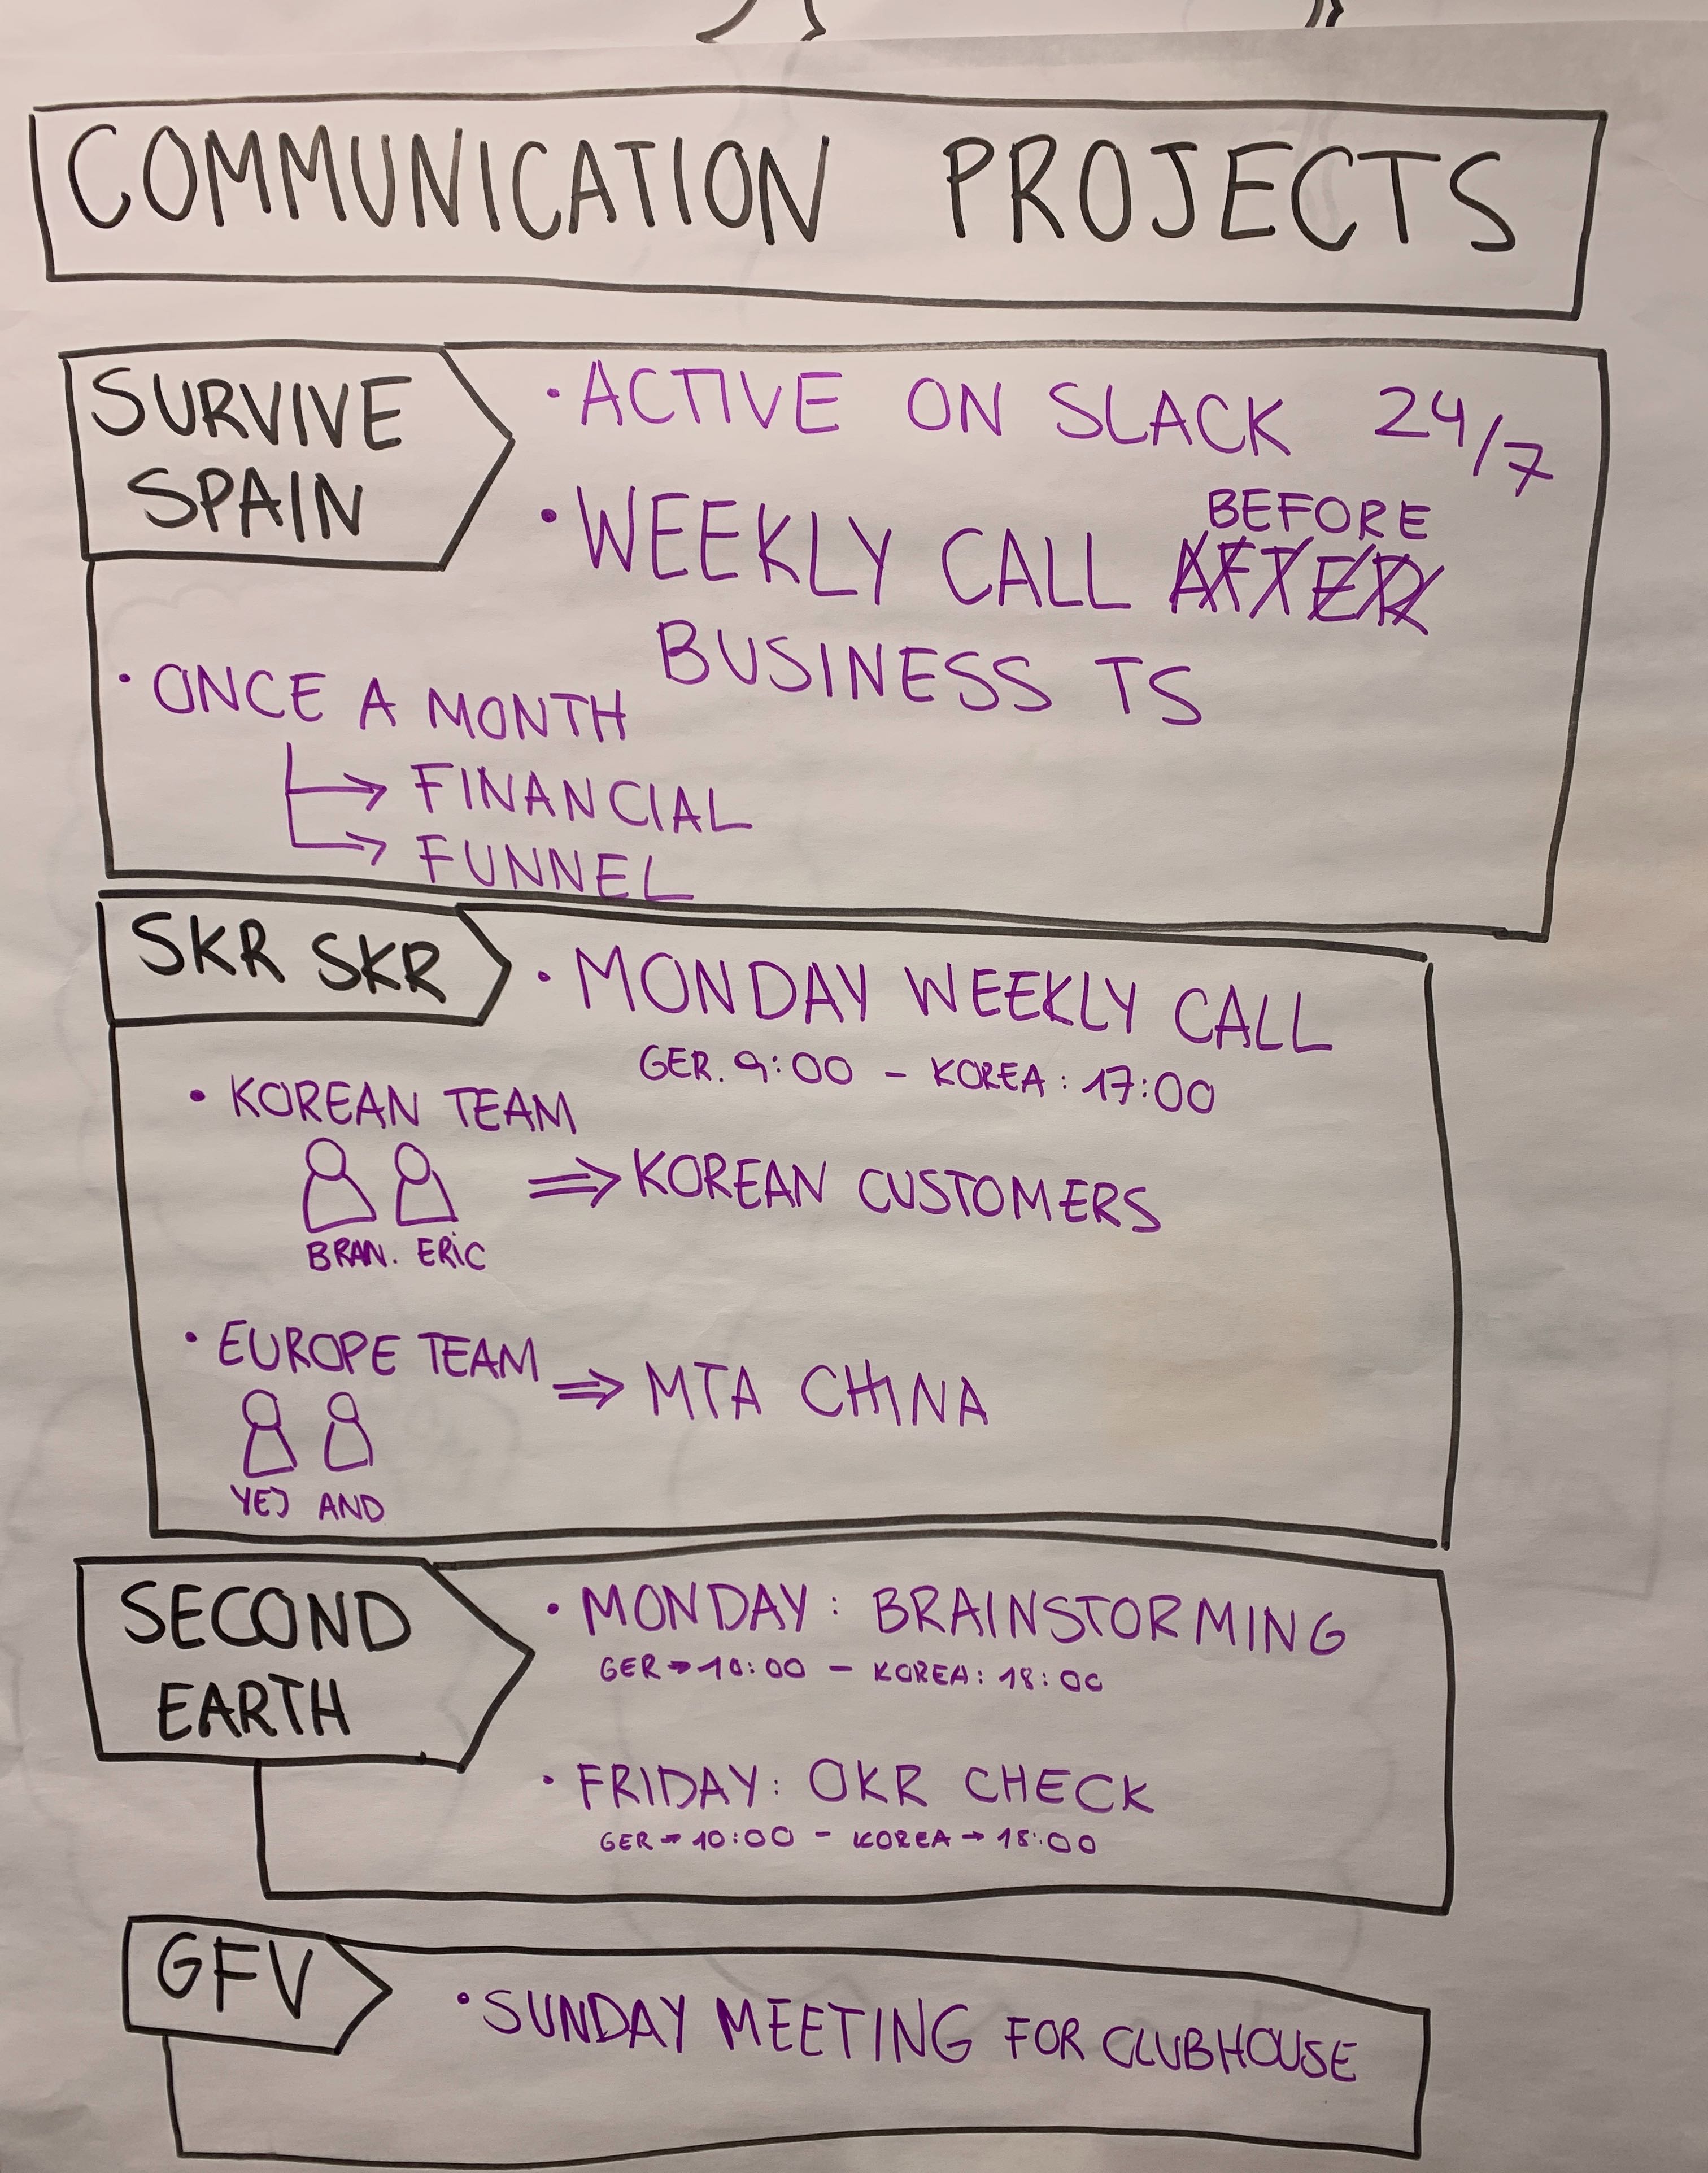 COMMUNICATION PROJECTS
SURVIVE
SPAIN
• ACTIVE ON SLACK 24/7
• WEEKLY CALL AFTER BEFORE
BUSINESS TS
• ONCE A MONTH
→ FINANCIAL
→ FUNNEL
SKR SKR
• MONDAY WEEKLY CALL
GER. 9:00 - KOREA: 17:00
• KOREAN TEAM
⇒ KOREAN CUSTOMERS
BRAN. ERIC
• EUROPE TEAM ⇒ MTA CHINA
YEJ AND
SECOND
EARTH
• MONDAY: BRAINSTORMING
GER → 10:00 - KOREA: 18:00
• FRIDAY: OKR CHECK
GER → 10:00 - KOREA → 18:00
GFV
• SUNDAY MEETING FOR CLUBHOUSE